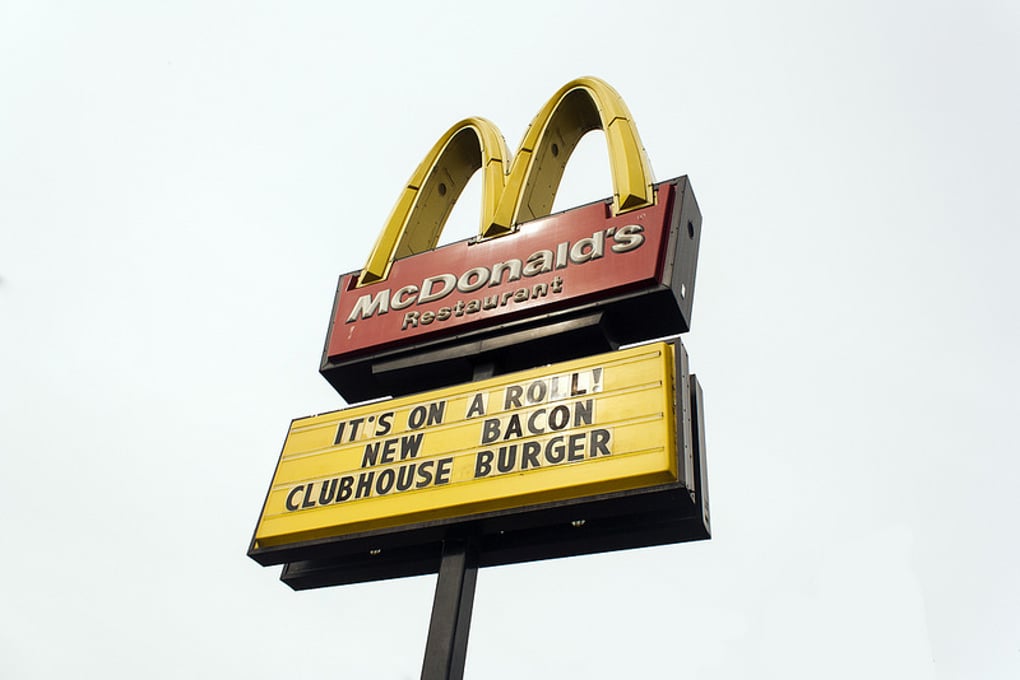 McDonald's
Restaurant
IT'S ON A ROLL!
NEW BACON
CLUBHOUSE BURGER